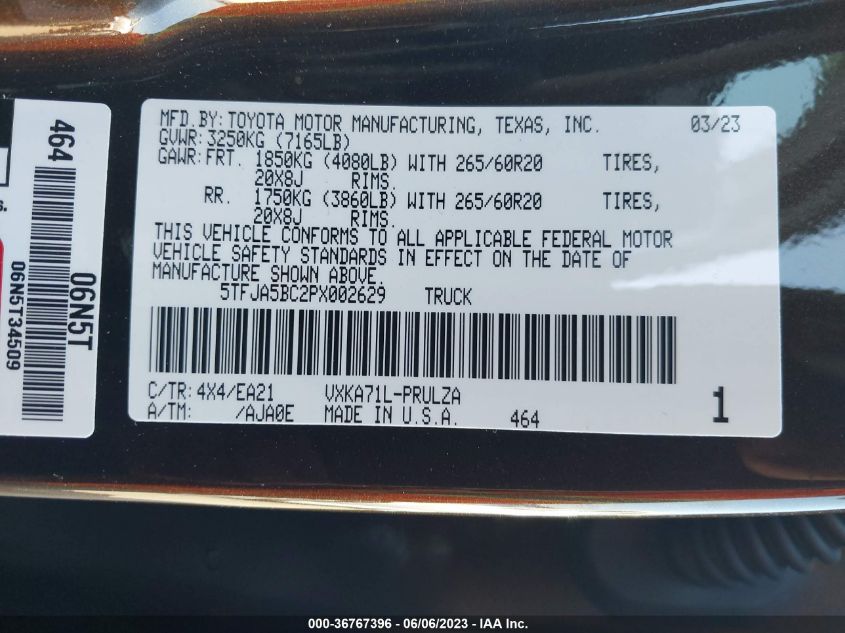 MFD.BY: TOYOTA MOTOR MANUFACTURING, TEXAS, INC. 03/23
GVWR: 3250KG (7165LB)
GAWR: FRT. 1850KG (4080LB) WITH 265/60R20 TIRES,
20X8J RIMS.
RR. 1750KG (3860LB) WITH 265/60R20 TIRES,
20X8J RIMS.
THIS VEHICLE CONFORMS TO ALL APPLICABLE FEDERAL MOTOR
VEHICLE SAFETY STANDARDS IN EFFECT ON THE DATE OF
MANUFACTURE SHOWN ABOVE.
5TFJA5BC2PX002629 TRUCK
C/TR: 4X4/EA21 VXKA71L-PRULZA
A/TM: /AJA0E MADE IN U.S.A. 464 1
464
06N5T
06N5T34509
000-36767396 - 06/06/2023 - IAA Inc.